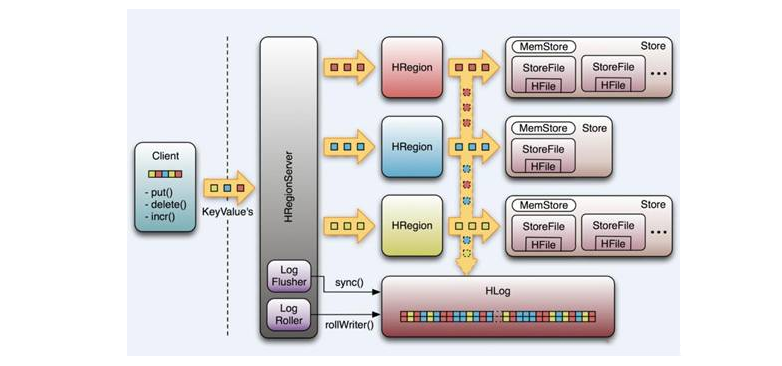 Client
- put()
- delete()
- incr()
KeyValue's
HRegionServer
Log
Flusher
Log
Roller
sync()
rollWriter()
HRegion
HRegion
HRegion
MemStore
Store
StoreFile
HFile
StoreFile
HFile
...
MemStore
Store
StoreFile
HFile
MemStore
Store
StoreFile
HFile
StoreFile
HFile
...
HLog